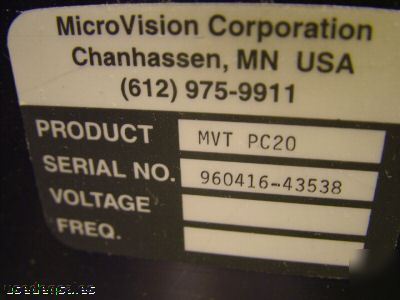 MicroVision Corporation
Chanhassen, MN USA
(612) 975-9911
PRODUCT MVT PC20
SERIAL NO. 960416-43538
VOLTAGE
FREQ.